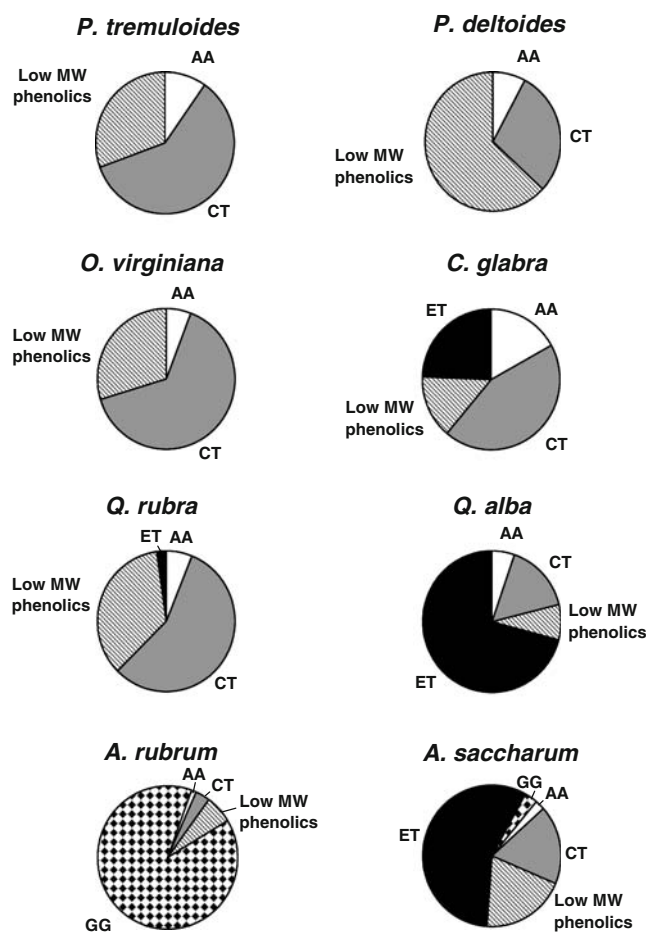 P. tremuloides
AA
Low MW
phenolics
CT
P. deltoides
AA
CT
Low MW
phenolics
O. virginiana
AA
Low MW
phenolics
CT
C. glabra
ET
AA
Low MW
phenolics
CT
Q. rubra
ET
AA
Low MW
phenolics
CT
Q. alba
AA
CT
Low MW
phenolics
ET
A. rubrum
AA
CT
Low MW
phenolics
GG
A. saccharum
GG
AA
ET
CT
Low MW
phenolics